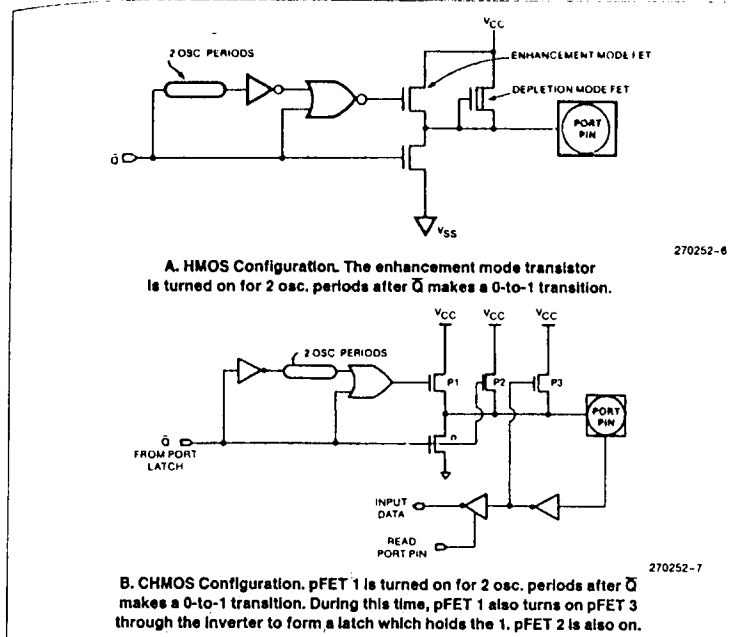 VCC
2 OSC PERIODS
ENHANCEMENT MODE FET
DEPLETION MODE FET
PORT
PIN
Q̄
VSS
270252-6
A. HMOS Configuration. The enhancement mode transistor
is turned on for 2 osc. periods after Q̄ makes a 0-to-1 transition.
VCC VCC VCC
2 OSC PERIODS
P1 P2 P3
PORT
PIN
Q̄
FROM PORT
LATCH
n
INPUT
DATA
READ
PORT PIN
270252-7
B. CHMOS Configuration. pFET 1 is turned on for 2 osc. periods after Q̄
makes a 0-to-1 transition. During this time, pFET 1 also turns on pFET 3
through the inverter to form a latch which holds the 1. pFET 2 is also on.